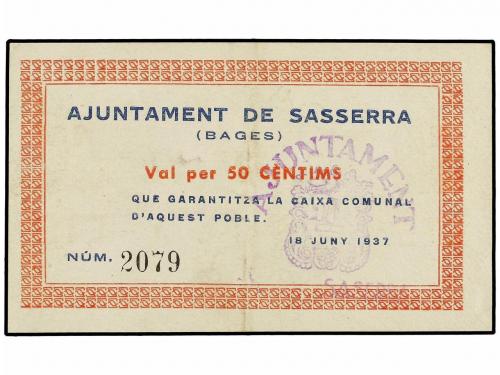 AJUNTAMENT DE SASSERRA
(BAGES)
Val per 50 CÈNTIMS
QUE GARANTITZA LA CAIXA COMUNAL
D'AQUEST POBLE.
18 JUNY 1937
NÚM. 2079
AJUNTAMENT